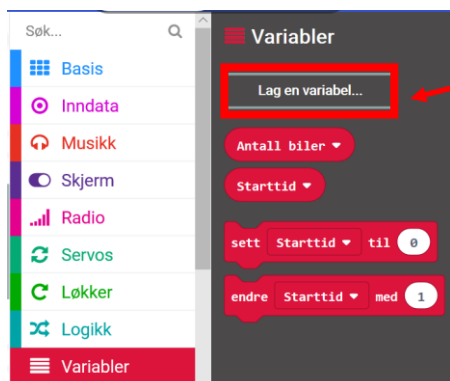 Søk...
Basis
Inndata
Musikk
Skjerm
Radio
Servos
Løkker
Logikk
Variabler
Variabler
Lag en variabel...
Antall biler
Starttid
sett Starttid til 0
endre Starttid med 1